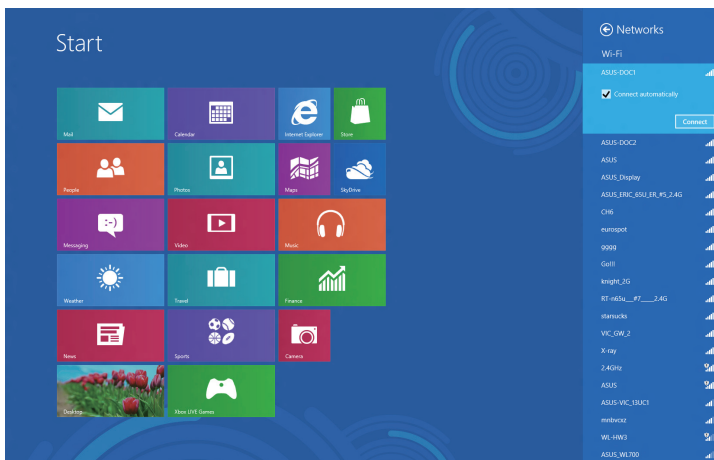 Start
Mail
Calendar
Internet Explorer
Store
People
Photos
Maps
SkyDrive
Messaging
Video
Music
Weather
Travel
Finance
News
Sports
Camera
Desktop
Xbox LIVE Games
Networks
Wi-Fi
ASUS-DOC1
Connect automatically
Connect
ASUS-DOC2
ASUS
ASUS_Display
ASUS_ERIC_65U_ER_#5_2.4G
CH6
eurospot
9999
Go!!!
knight_2G
RT-n65u__#7____2.4G
starsucks
VIC_GW_2
X-ray
2.4GHz
ASUS
ASUS-VIC_13UC1
mnbvcxz
WL-HW3
ASUS_WL700